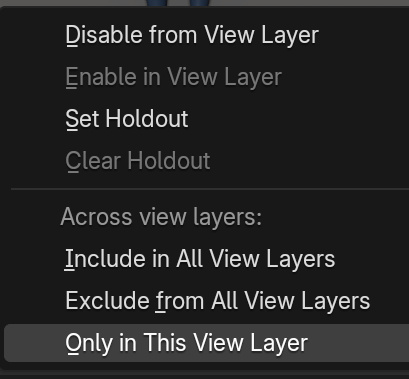 Disable from View Layer
Enable in View Layer
Set Holdout
Clear Holdout
Across view layers:
Include in All View Layers
Exclude from All View Layers
Only in This View Layer